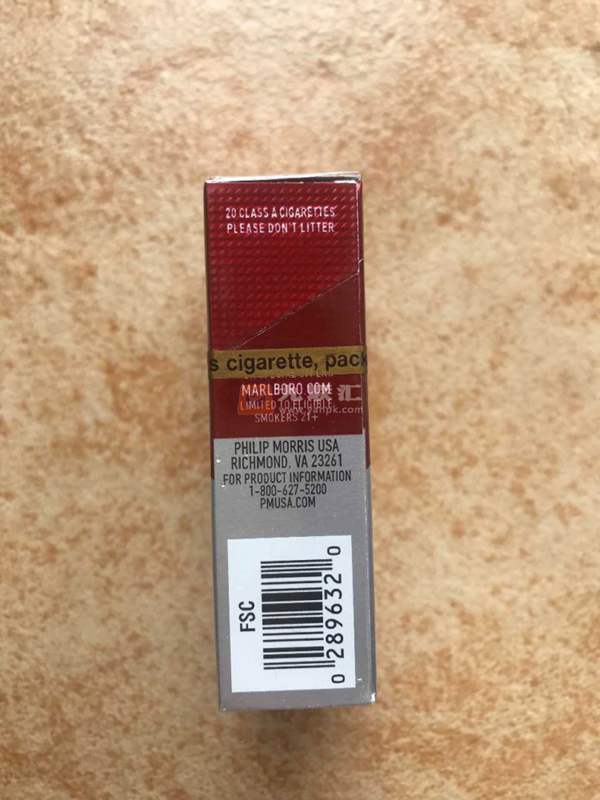 20 CLASS A CIGARETTES
PLEASE DON'T LITTER
s cigarette, pack
MARLBORO.COM
LIMITED TO ELIGIBLE
SMOKERS 21+
PHILIP MORRIS USA
RICHMOND, VA 23261
FOR PRODUCT INFORMATION
1-800-627-5200
PMUSA.COM
FSC
0 289632 0